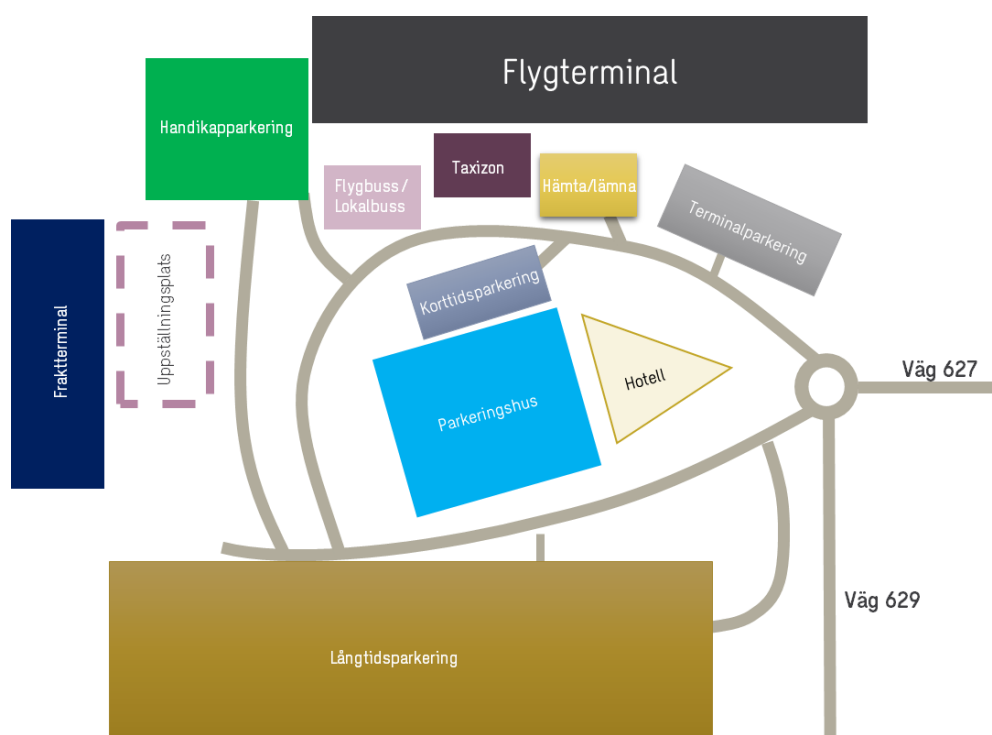 Flygterminal
Handikapparkering
Flygbuss/
Lokalbuss
Taxizon
Hämta/lämna
Terminalparkering
Fraktterminal
Uppställningsplats
Korttidsparkering
Parkeringshus
Hotell
Väg 627
Väg 629
Långtidsparkering